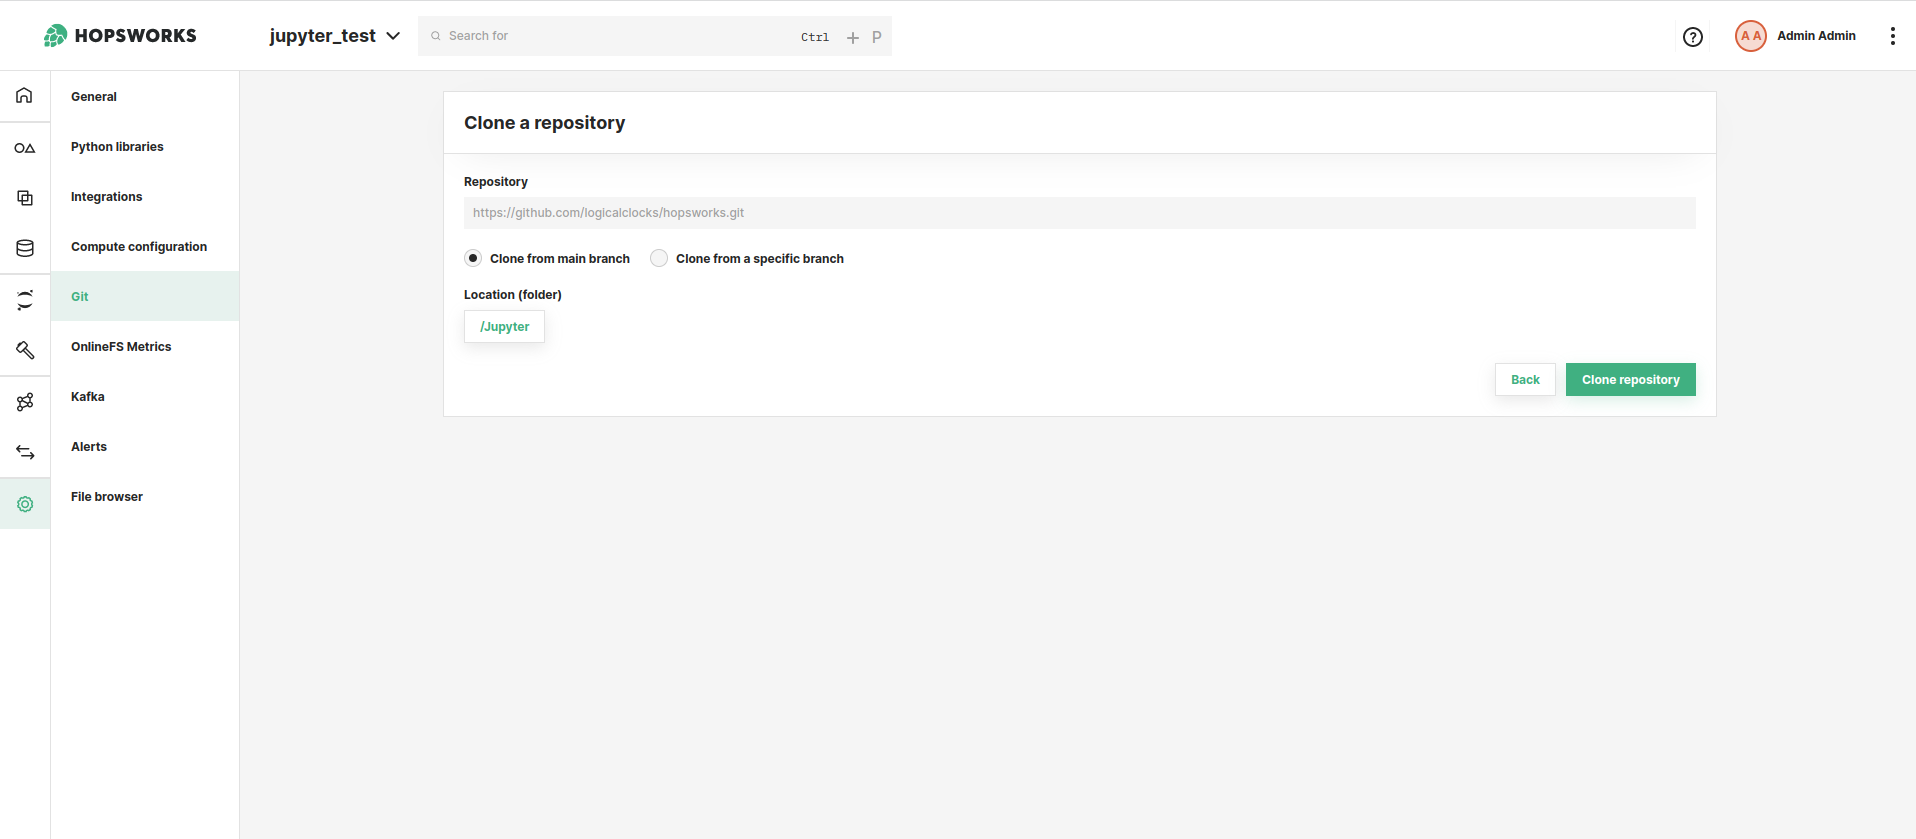 HOPSWORKS
jupyter_test
Search for
Ctrl + P
?
A A
Admin Admin
General
Python libraries
Integrations
Compute configuration
Git
OnlineFS Metrics
Kafka
Alerts
File browser
Clone a repository
Repository
https://github.com/logicalclocks/hopsworks.git
Clone from main branch
Clone from a specific branch
Location (folder)
/Jupyter
Back
Clone repository